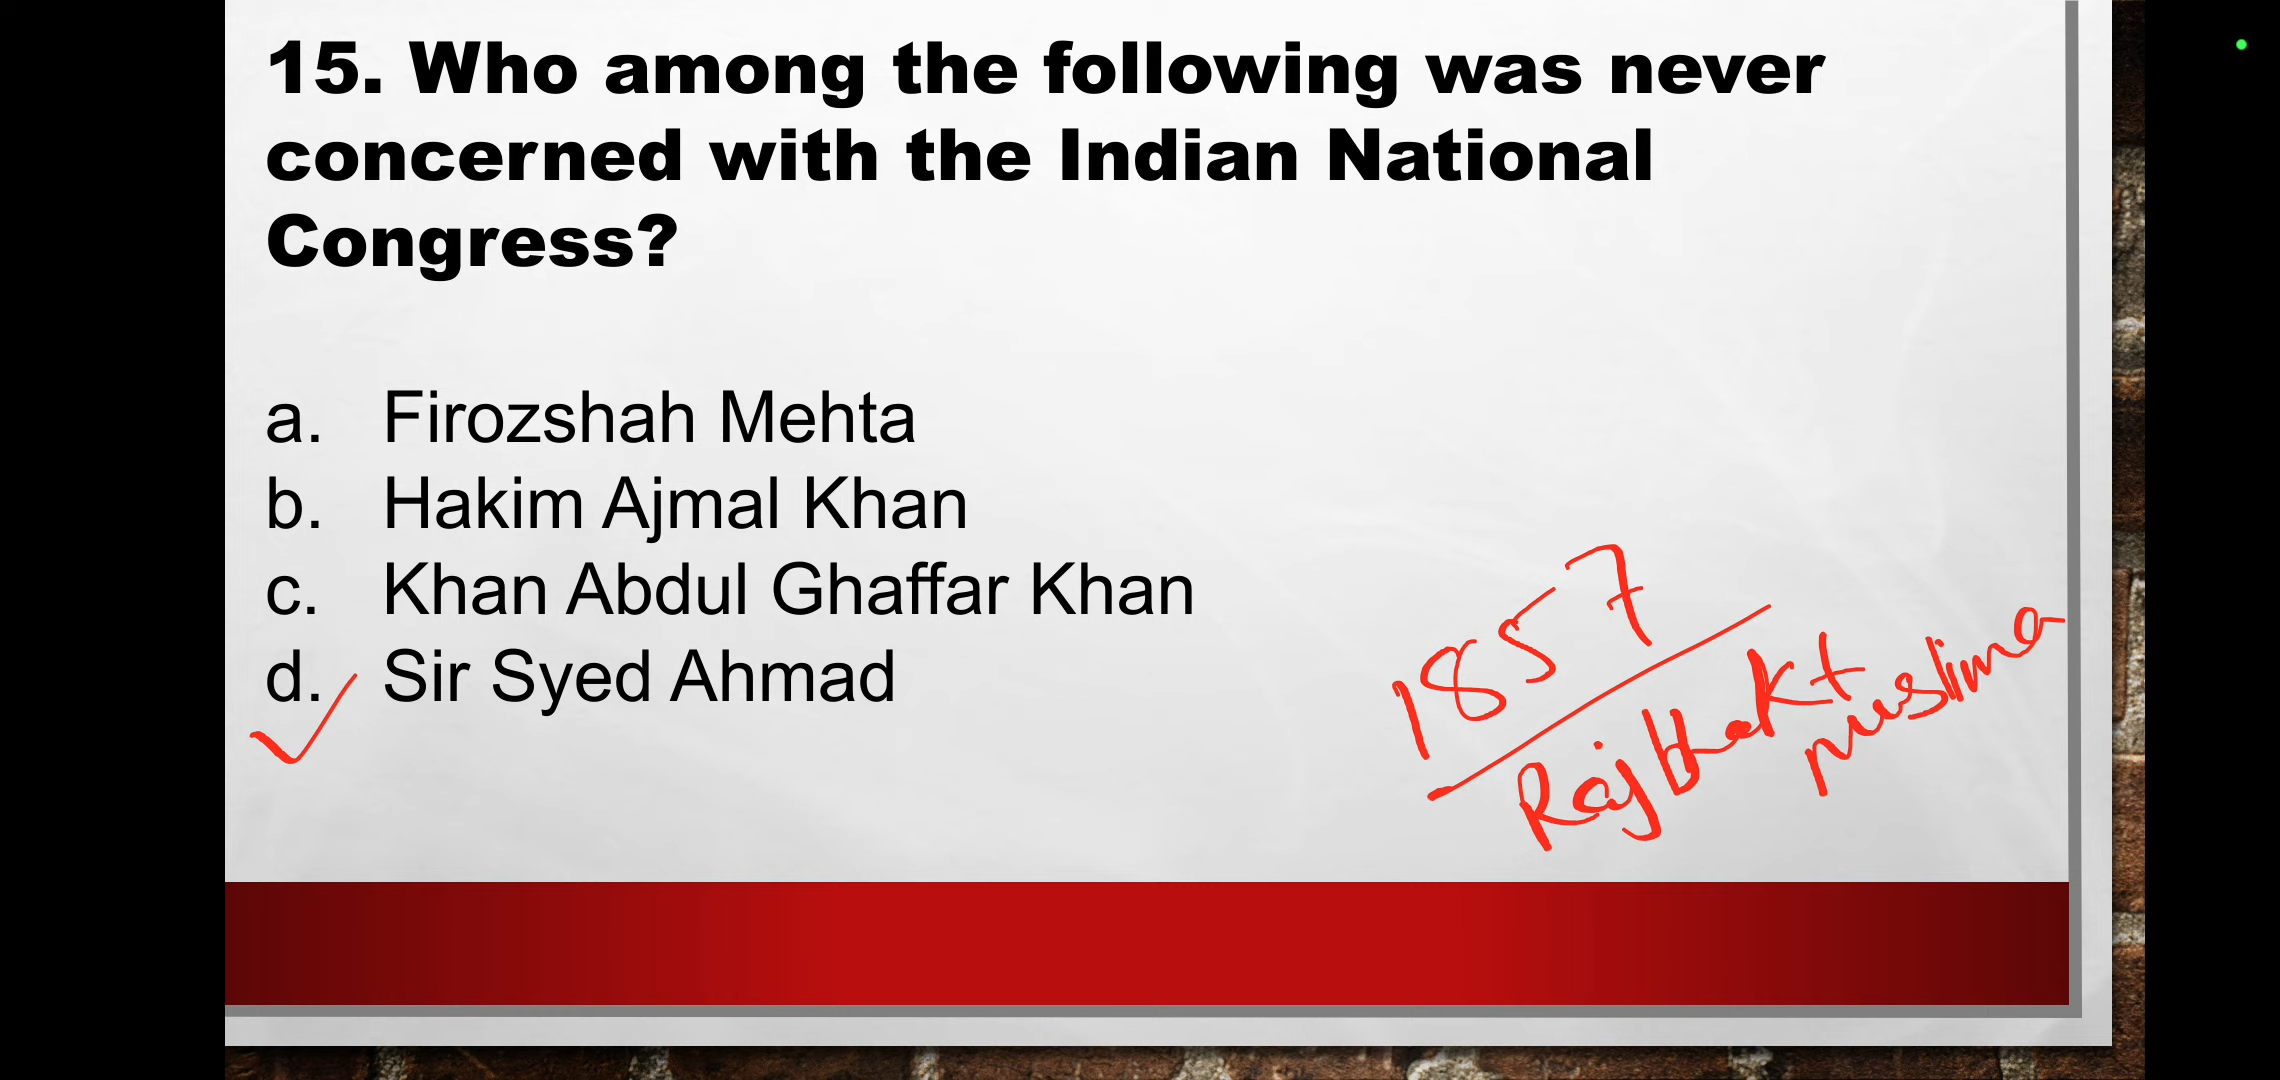 15. Who among the following was never
concerned with the Indian National
Congress?
a. Firozshah Mehta
b. Hakim Ajmal Khan
c. Khan Abdul Ghaffar Khan
d. Sir Syed Ahmad
1857
Rajbhakt
muslima